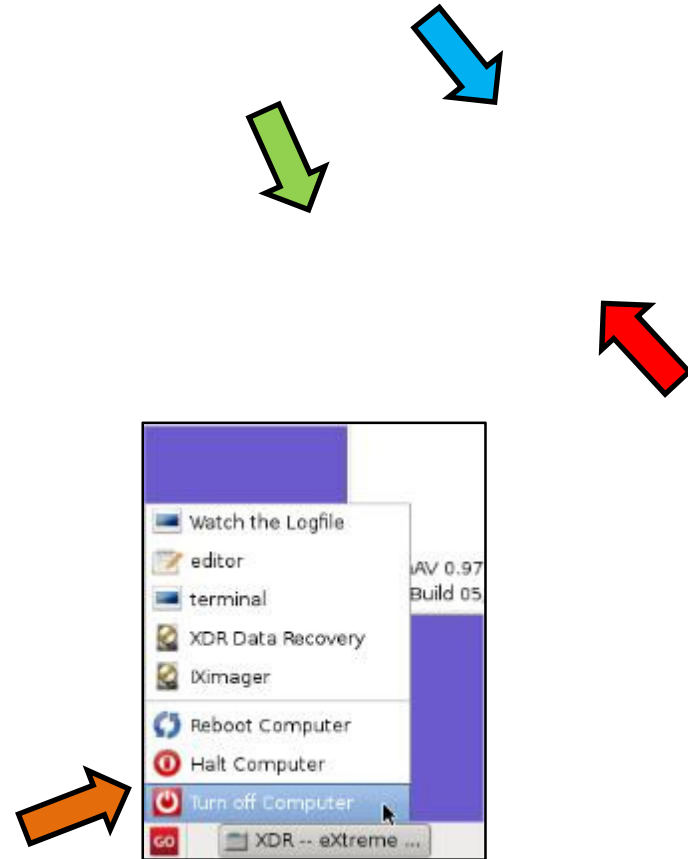 Watch the Logfile
editor
AV 0.97
terminal
Build 05
XDR Data Recovery
IXimager
Reboot Computer
Halt Computer
Turn off Computer
GO
XDR -- eXtreme ...